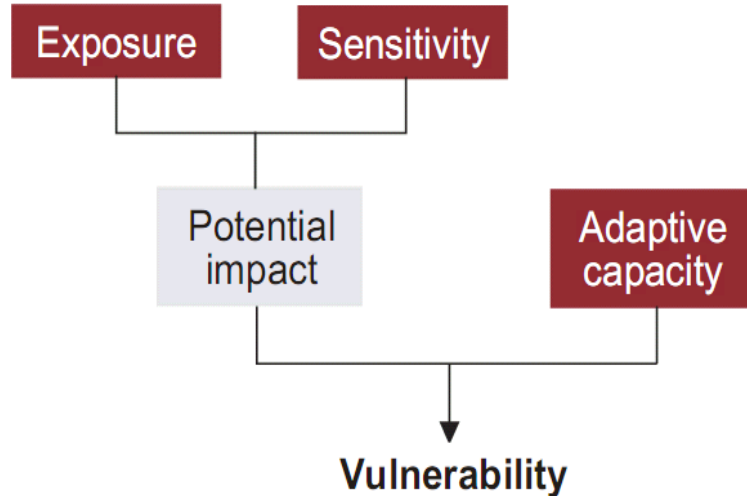 Exposure
Sensitivity
Potential
impact
Adaptive
capacity
Vulnerability